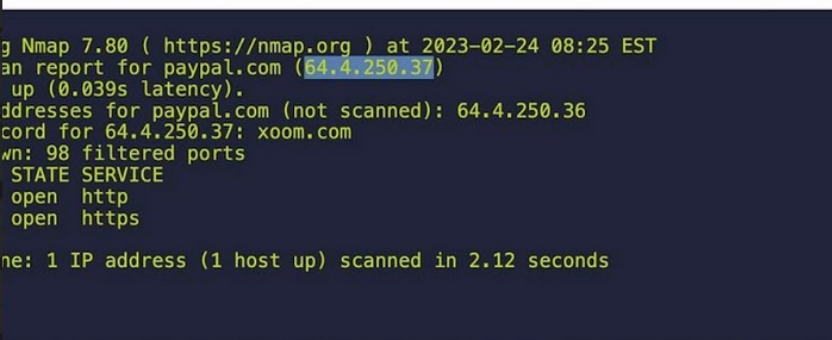 g Nmap 7.80 ( https://nmap.org ) at 2023-02-24 08:25 EST
an report for paypal.com (64.4.250.37)
up (0.039s latency).
ddresses for paypal.com (not scanned): 64.4.250.36
cord for 64.4.250.37: xoom.com
wn: 98 filtered ports
STATE SERVICE
open  http
open  https
ne: 1 IP address (1 host up) scanned in 2.12 seconds